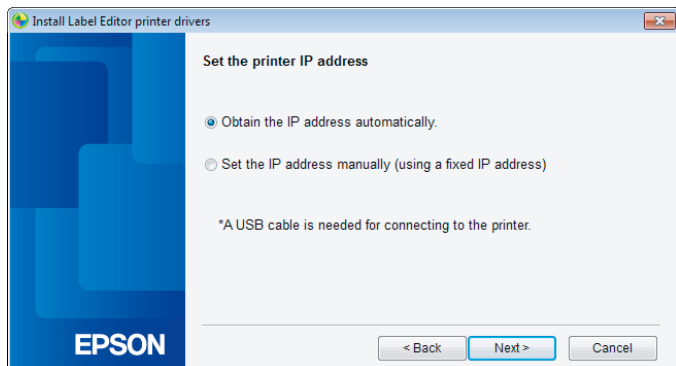 Install Label Editor printer drivers
Set the printer IP address
Obtain the IP address automatically.
Set the IP address manually (using a fixed IP address)
*A USB cable is needed for connecting to the printer.
EPSON
< Back
Next >
Cancel